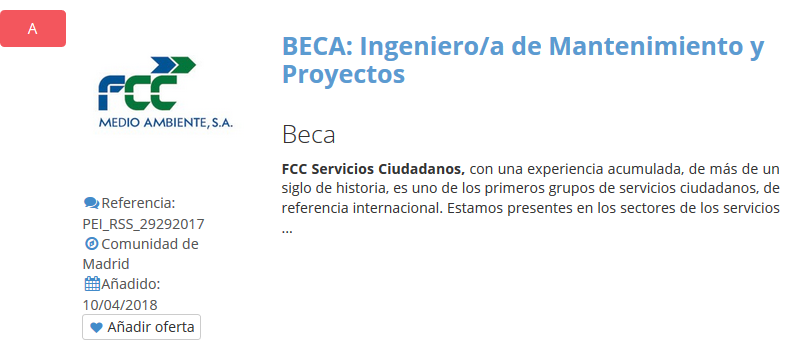 A
FCC
MEDIO AMBIENTE, S.A.
Referencia:
PEI_RSS_29292017
Comunidad de
Madrid
Añadido:
10/04/2018
Añadir oferta
BECA: Ingeniero/a de Mantenimiento y
Proyectos
Beca
FCC Servicios Ciudadanos, con una experiencia acumulada, de más de un
siglo de historia, es uno de los primeros grupos de servicios ciudadanos, de
referencia internacional. Estamos presentes en los sectores de los servicios
...